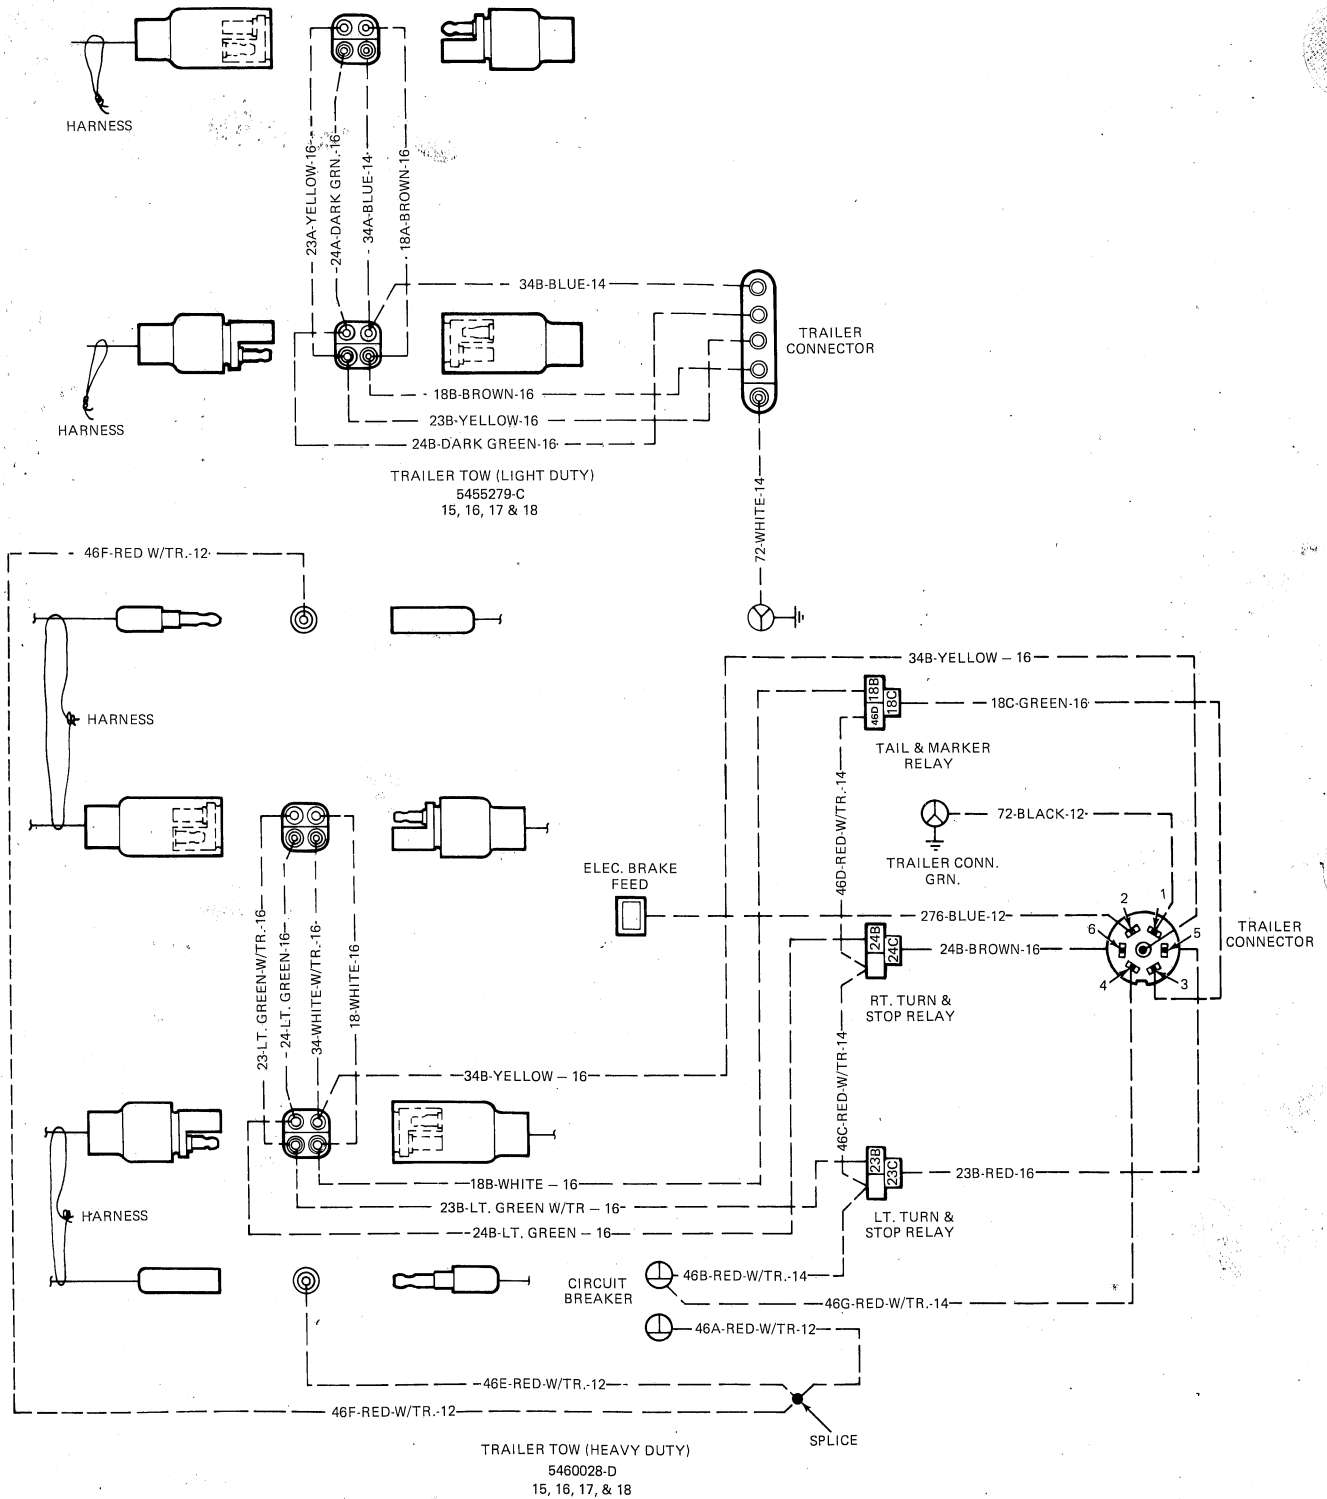 HARNESS
23A-YELLOW-16
24A-DARK GRN.-16
34A-BLUE-14
18A-BROWN-16
34B-BLUE-14
TRAILER
CONNECTOR
HARNESS
18B-BROWN-16
23B-YELLOW-16
24B-DARK GREEN-16
TRAILER TOW (LIGHT DUTY)
5455279-C
15, 16, 17 & 18
72-WHITE-14
46F-RED W/TR.-12
HARNESS
34B-YELLOW – 16
18B
46D
18C
18C-GREEN-16
TAIL & MARKER
RELAY
46D-RED-W/TR.-14
72-BLACK-12
TRAILER CONN.
GRN.
ELEC. BRAKE
FEED
276-BLUE-12
2
1
6
5
4
3
TRAILER
CONNECTOR
24B
24C
24B-BROWN-16
RT. TURN &
STOP RELAY
23-LT. GREEN-W/TR.-16
24-LT. GREEN-16
34-WHITE-W/TR.-16
18-WHITE-16
34B-YELLOW – 16
46C-RED-W/TR-14
23B
23C
23B-RED-16
LT. TURN &
STOP RELAY
18B-WHITE – 16
23B-LT. GREEN W/TR – 16
24B-LT. GREEN – 16
HARNESS
CIRCUIT
BREAKER
46B-RED-W/TR.-14
46G-RED-W/TR.-14
46A-RED-W/TR-12
46E-RED-W/TR.-12
46F-RED-W/TR.-12
SPLICE
TRAILER TOW (HEAVY DUTY)
5460028-D
15, 16, 17, & 18